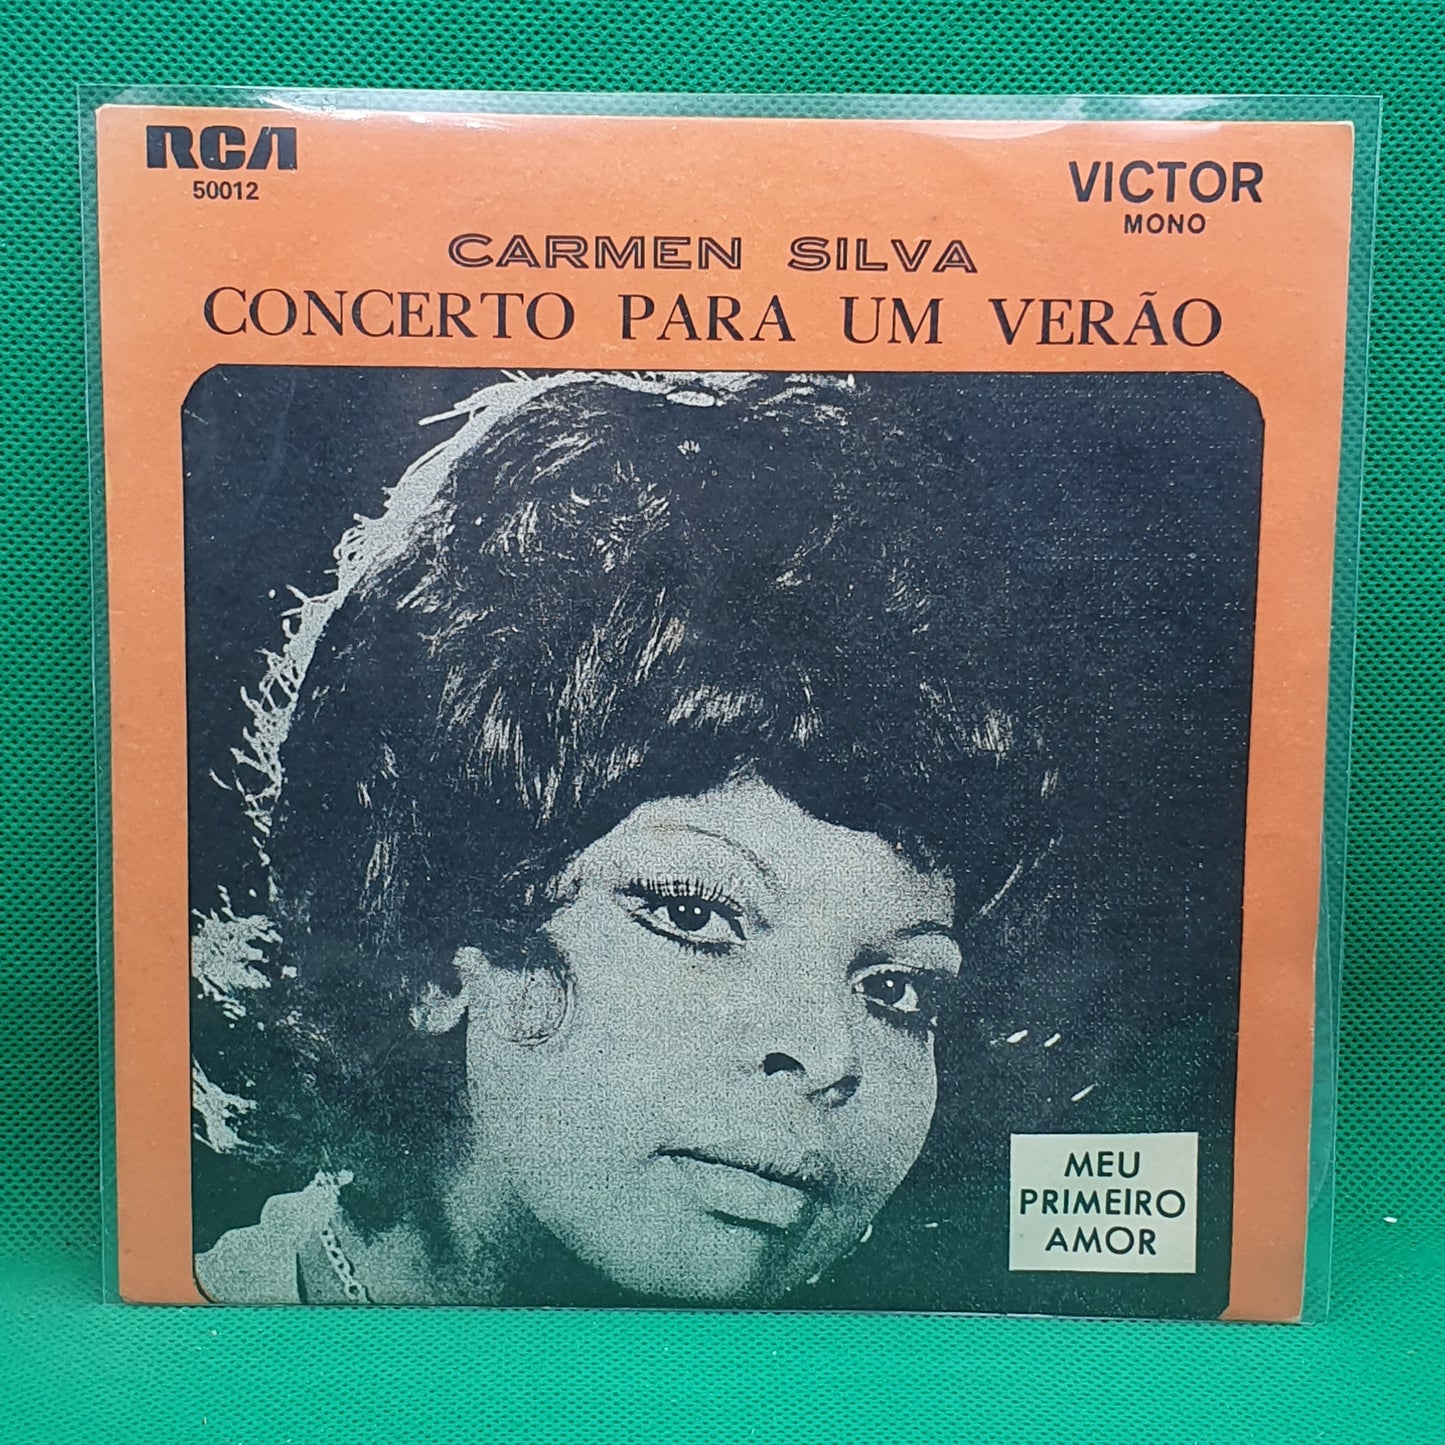 RCA
50012
VICTOR
MONO
CARMEN SILVA
CONCERTO PARA UM VERÃO
MEU
PRIMEIRO
AMOR